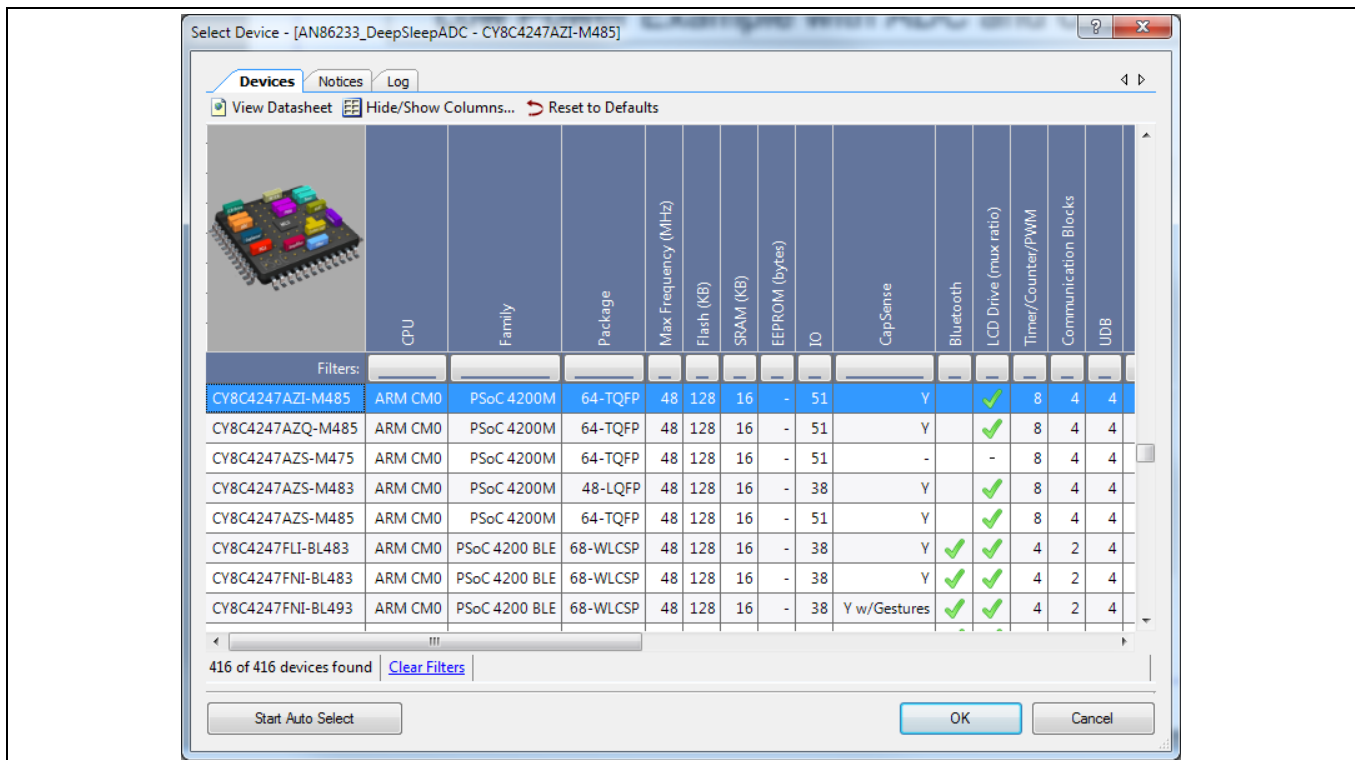 Low Power Example with ADC and
Select Device - [AN86233_DeepSleepADC - CY8C4247AZI-M485]
Devices Notices Log
View Datasheet Hide/Show Columns... Reset to Defaults
CPU Family Package Max Frequency (MHz) Flash (KB) SRAM (KB) EEPROM (bytes) IO CapSense Bluetooth LCD Drive (mux ratio) Timer/Counter/PWM Communication Blocks UDB
Filters:
CY8C4247AZI-M485 ARM CM0 PSoC 4200M 64-TQFP 48 128 16 - 51 Y 8 4 4
CY8C4247AZQ-M485 ARM CM0 PSoC 4200M 64-TQFP 48 128 16 - 51 Y 8 4 4
CY8C4247AZS-M475 ARM CM0 PSoC 4200M 64-TQFP 48 128 16 - 51 - - 8 4 4
CY8C4247AZS-M483 ARM CM0 PSoC 4200M 48-LQFP 48 128 16 - 38 Y 8 4 4
CY8C4247AZS-M485 ARM CM0 PSoC 4200M 64-TQFP 48 128 16 - 51 Y 8 4 4
CY8C4247FLI-BL483 ARM CM0 PSoC 4200 BLE 68-WLCSP 48 128 16 - 38 Y 4 2 4
CY8C4247FNI-BL483 ARM CM0 PSoC 4200 BLE 68-WLCSP 48 128 16 - 38 Y 4 2 4
CY8C4247FNI-BL493 ARM CM0 PSoC 4200 BLE 68-WLCSP 48 128 16 - 38 Y w/Gestures 4 2 4
416 of 416 devices found Clear Filters
Start Auto Select OK Cancel